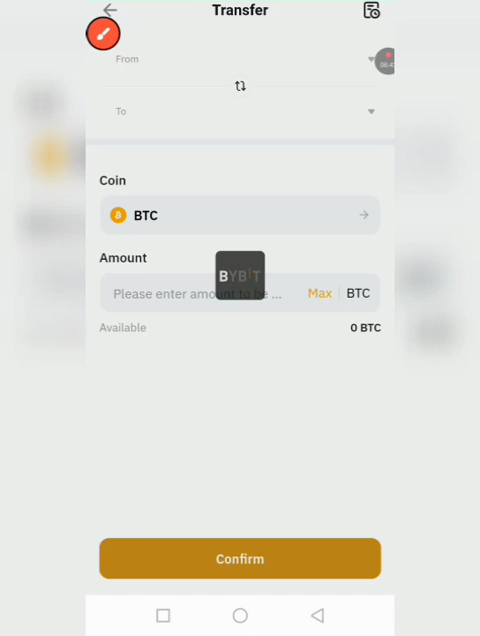 Transfer
From
To
Coin
BTC
Amount
BYBIT
Please enter amount to be ... Max BTC
Available 0 BTC
Confirm